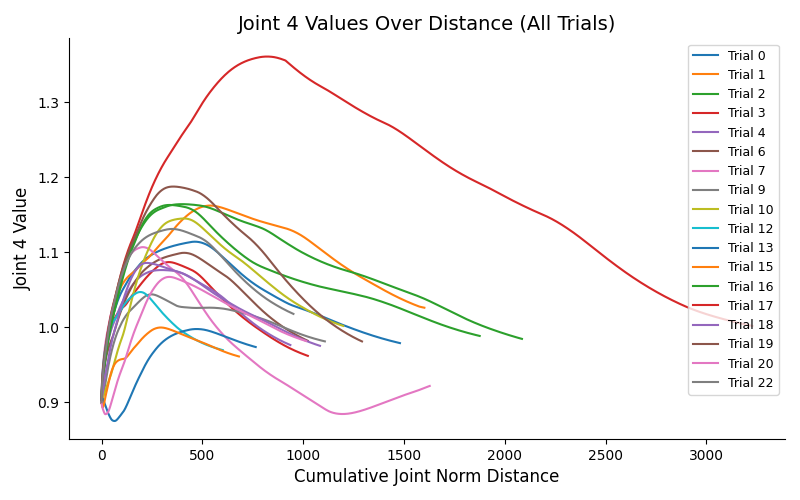 Joint 4 Values Over Distance (All Trials)
Joint 4 Value
1.3
1.2
1.1
1.0
0.9
0
500
1000
1500
2000
2500
3000
Cumulative Joint Norm Distance
Trial 0
Trial 1
Trial 2
Trial 3
Trial 4
Trial 6
Trial 7
Trial 9
Trial 10
Trial 12
Trial 13
Trial 15
Trial 16
Trial 17
Trial 18
Trial 19
Trial 20
Trial 22